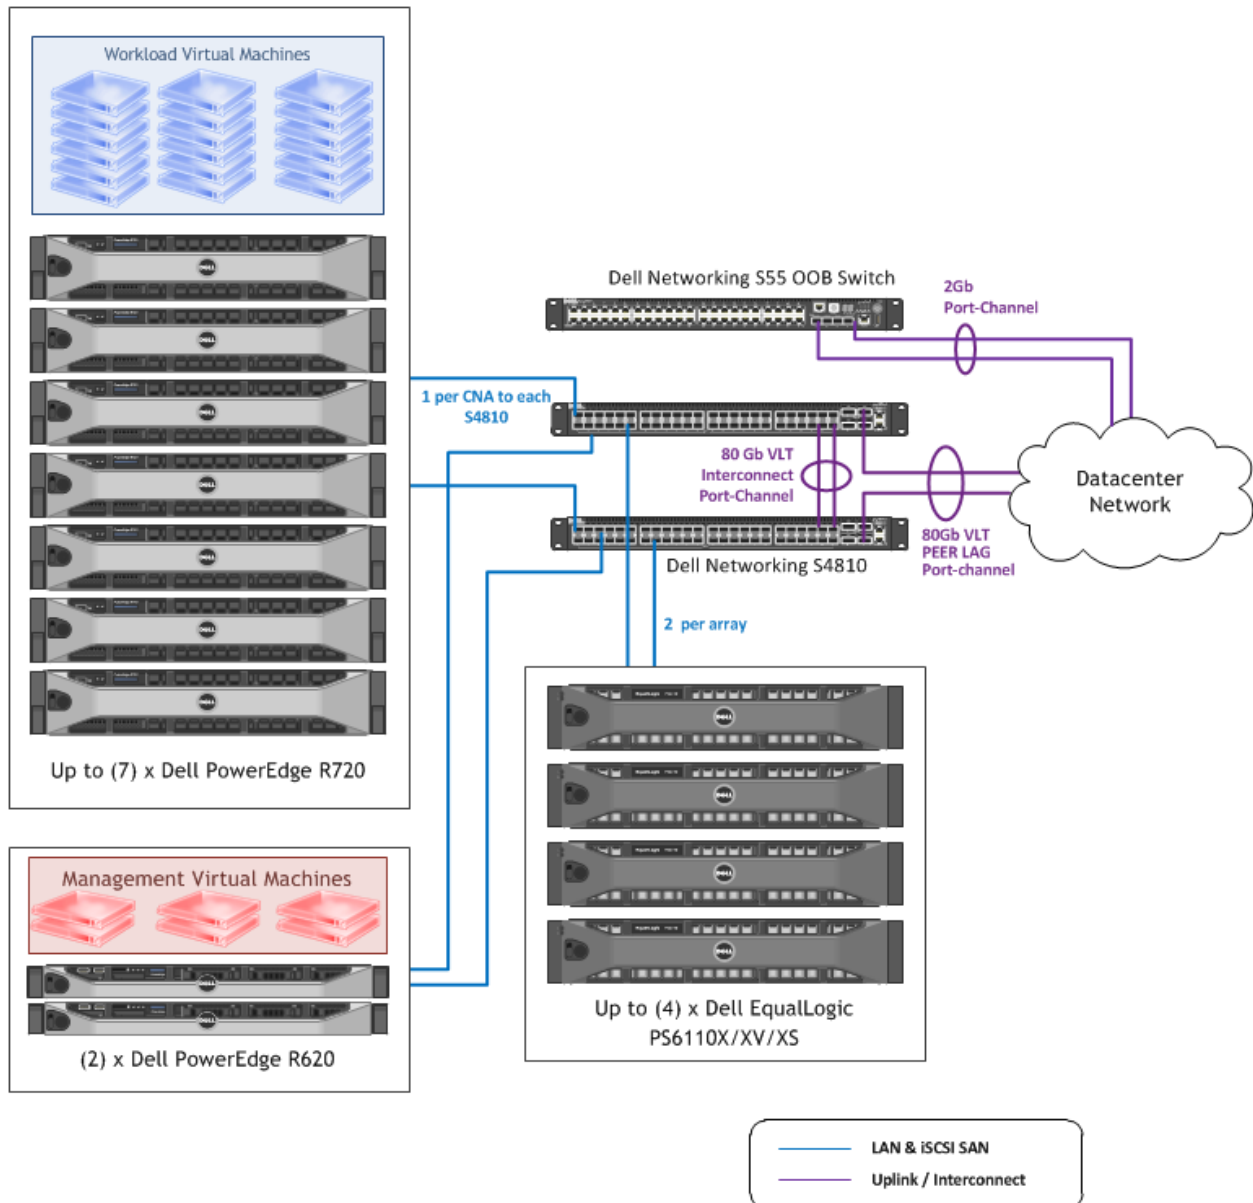 Workload Virtual Machines
Up to (7) x Dell PowerEdge R720
Management Virtual Machines
(2) x Dell PowerEdge R620
Dell Networking S55 OOB Switch
2Gb
Port-Channel
1 per CNA to each
S4810
80 Gb VLT
Interconnect
Port-Channel
Datacenter
Network
80Gb VLT
PEER LAG
Port-channel
Dell Networking S4810
2 per array
Up to (4) x Dell EqualLogic
PS6110X/XV/XS
LAN & iSCSI SAN
Uplink / Interconnect